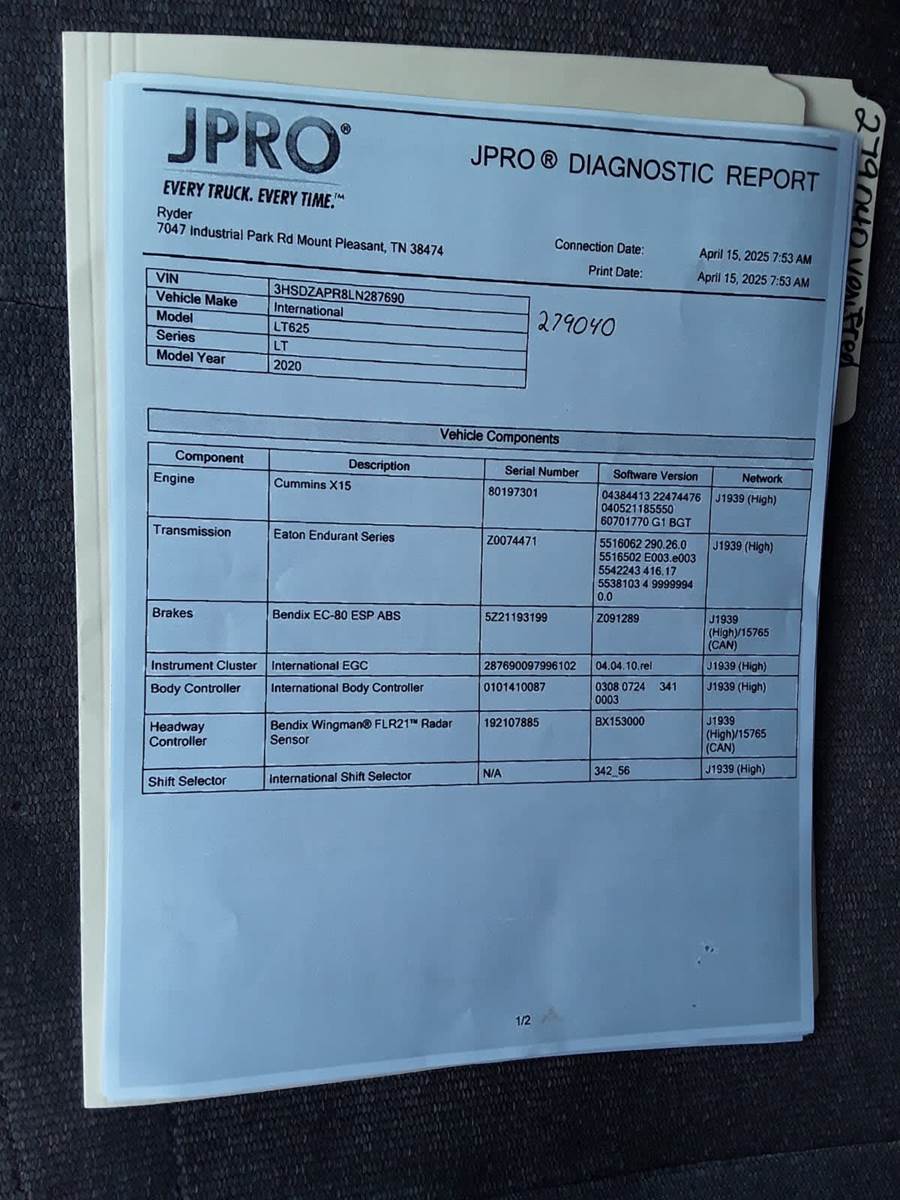 JPRO®
EVERY TRUCK. EVERY TIME.™
JPRO ® DIAGNOSTIC REPORT
Ryder
7047 Industrial Park Rd Mount Pleasant, TN 38474
Connection Date: April 15, 2025 7:53 AM
Print Date: April 15, 2025 7:53 AM
VIN 3HSDZAPR8LN287690
Vehicle Make International
Model LT625
Series LT
Model Year 2020
279040
Vehicle Components
Component Description Serial Number Software Version Network
Engine Cummins X15 80197301 04384413 22474476 J1939 (High)
040521185550
60701770 G1 BGT
Transmission Eaton Endurant Series Z0074471 5516062 290.26.0 J1939 (High)
5516502 E003.e003
5542243 416.17
5538103 4 9999994
0.0
Brakes Bendix EC-80 ESP ABS 5Z21193199 Z091289 J1939
(High)/15765
(CAN)
Instrument Cluster International EGC 287690097996102 04.04.10.rel J1939 (High)
Body Controller International Body Controller 0101410087 0308 0724 341 J1939 (High)
0003
Headway Bendix Wingman® FLR21™ Radar 192107885 BX153000 J1939
Controller Sensor (High)/15765
(CAN)
Shift Selector International Shift Selector N/A 342_56 J1939 (High)
1/2
279040